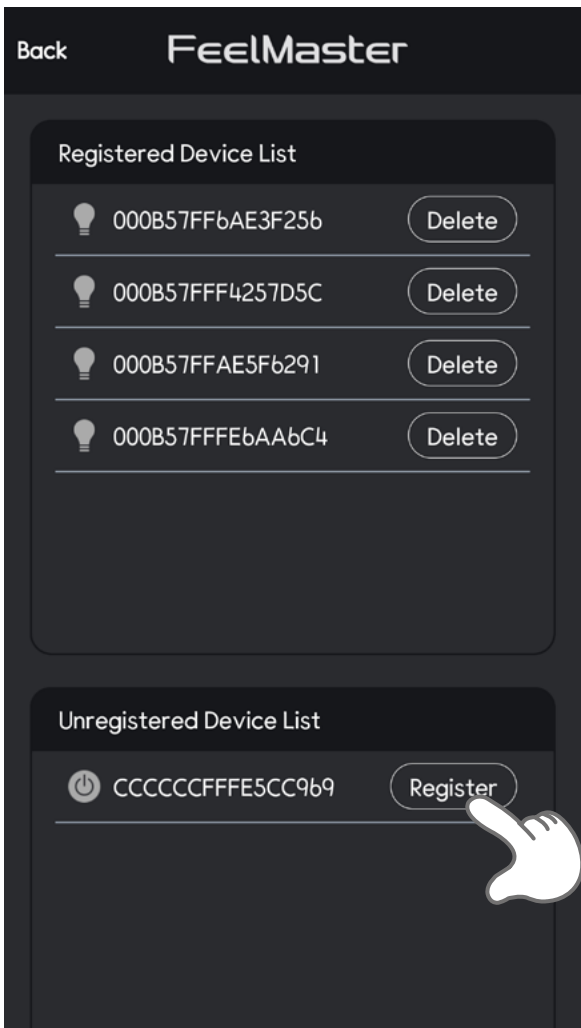 Back FeelMaster
Registered Device List
000B57FF6AE3F256 Delete
000B57FFF4257D5C Delete
000B57FFAE5F6291 Delete
000B57FFFE6AA6C4 Delete
Unregistered Device List
CCCCCCFFFE5CC969 Register